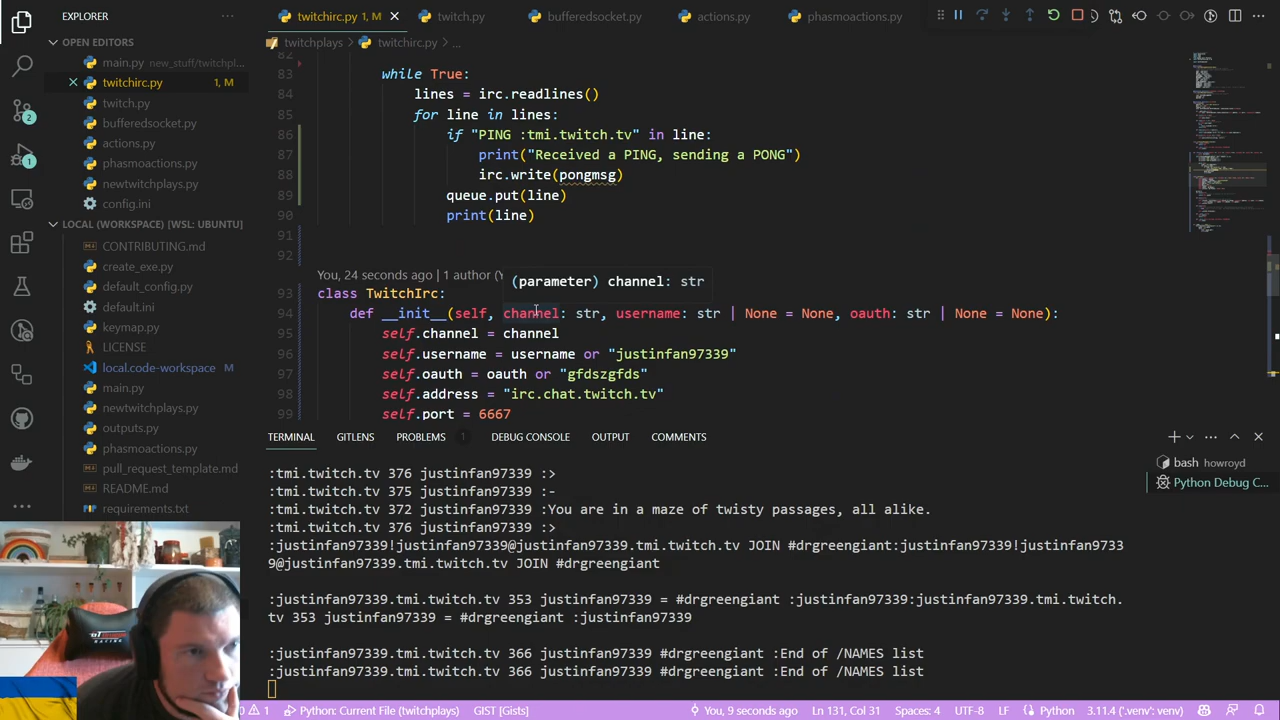 EXPLORER
OPEN EDITORS
main.py new_stuff/twitchpl...
twitchirc.py 1, M
twitch.py
bufferedsocket.py
actions.py
phasmoactions.py
newtwitchplays.py
config.ini
LOCAL (WORKSPACE) [WSL: UBUNTU]
CONTRIBUTING.md
create_exe.py
default_config.py
default.ini
keymap.py
LICENSE
local.code-workspace M
main.py
newtwitchplays.py
outputs.py
phasmoactions.py
pull_request_template.md
README.md
requirements.txt
twitchirc.py 1, M
twitch.py
bufferedsocket.py
actions.py
phasmoactions.py
twitchplays > twitchirc.py > ...
82
83 while True:
84 lines = irc.readlines()
85 for line in lines:
86 if "PING :tmi.twitch.tv" in line:
87 print("Received a PING, sending a PONG")
88 irc.write(pongmsg)
89 queue.put(line)
90 print(line)
91
92
You, 24 seconds ago | 1 author (Y
(parameter) channel: str
93 class TwitchIrc:
94 def __init__(self, channel: str, username: str | None = None, oauth: str | None = None):
95 self.channel = channel
96 self.username = username or "justinfan97339"
97 self.oauth = oauth or "gfdszgfds"
98 self.address = "irc.chat.twitch.tv"
99 self.port = 6667
TERMINAL GITLENS PROBLEMS 1 DEBUG CONSOLE OUTPUT COMMENTS
bash howroyd
Python Debug C...
:tmi.twitch.tv 376 justinfan97339 :>
:tmi.twitch.tv 375 justinfan97339 :-
:tmi.twitch.tv 372 justinfan97339 :You are in a maze of twisty passages, all alike.
:tmi.twitch.tv 376 justinfan97339 :>
:justinfan97339!justinfan97339@justinfan97339.tmi.twitch.tv JOIN #drgreengiant:justinfan97339!justinfan9733
9@justinfan97339.tmi.twitch.tv JOIN #drgreengiant
:justinfan97339.tmi.twitch.tv 353 justinfan97339 = #drgreengiant :justinfan97339:justinfan97339.tmi.twitch.
tv 353 justinfan97339 = #drgreengiant :justinfan97339
:justinfan97339.tmi.twitch.tv 366 justinfan97339 #drgreengiant :End of /NAMES list
:justinfan97339.tmi.twitch.tv 366 justinfan97339 #drgreengiant :End of /NAMES list
0 1 Python: Current File (twitchplays) GIST [Gists] You, 9 seconds ago Ln 131, Col 31 Spaces: 4 UTF-8 LF Python 3.11.4 ('.venv': venv)